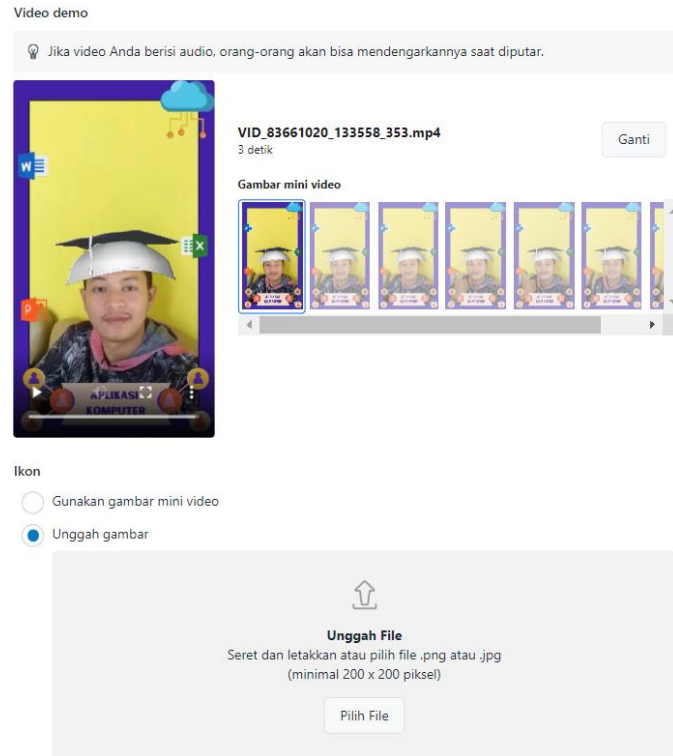 Video demo
Jika video Anda berisi audio, orang-orang akan bisa mendengarkannya saat diputar.
W
X
P
APLIKASI
KOMPUTER
VID_83661020_133558_353.mp4
3 detik
Ganti
Gambar mini video
Ikon
Gunakan gambar mini video
Unggah gambar
Unggah File
Seret dan letakkan atau pilih file .png atau .jpg
(minimal 200 x 200 piksel)
Pilih File